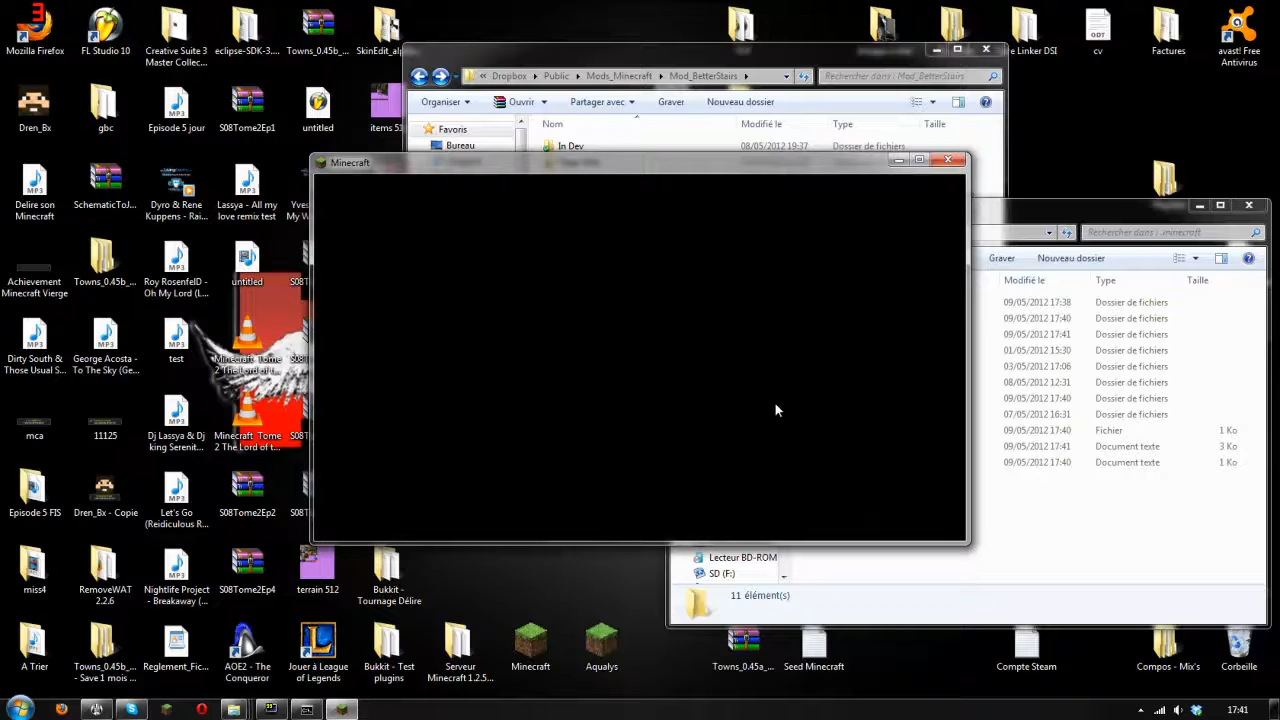 3
Mozilla Firefox
FL Studio 10
Creative Suite 3
Master Collec...
eclipse-SDK-3....
Towns_0.45b_...
SkinEdit_al
e Linker DSI
cv
Factures
avast! Free
Antivirus
Dren_Bx
gbc
Episode 5 jour
S08Tome2Ep1
untitled
items 51
Delire son
Minecraft
SchematicToJ...
Dyro & Rene
Kuppens - Rai...
Lassya - All my
love remix test
Yves
My W
Achievement
Minecraft Vierge
Towns_0.45b_...
Roy RosenfelD -
Oh My Lord (L...
untitled
S08
Dirty South &
Those Usual S...
George Acosta -
To The Sky (Ge...
test
Minecraft Tome
2 The Lord of t...
S08
mca
11125
Dj Lassya & Dj
king Serenit...
Minecraft Tome
2 The Lord of t...
S08
Episode 5 FIS
Dren_Bx - Copie
Let's Go
(Reidiculous R...
S08Tome2Ep2
S08
miss4
RemoveWAT
2.2.6
Nightlife Project
- Breakaway (...
S08Tome2Ep4
terrain 512
Bukkit -
Tournage Délire
A Trier
Towns_0.45b_...
- Save 1 mois ...
Reglement_Fic...
AOE2 - The
Conqueror
Jouer à League
of Legends
Bukkit - Test
plugins
Serveur
Minecraft 1.2.5...
Minecraft
Aqualys
Towns_0.45a_...
Seed Minecraft
Compte Steam
Compos - Mix's
Corbeille
« Dropbox ▸ Public ▸ Mods_Minecraft ▸ Mod_BetterStairs ▸
Rechercher dans : Mod_BetterStairs
Organiser
Ouvrir
Partager avec
Graver
Nouveau dossier
Favoris
Bureau
Nom
Modifié le
Type
Taille
In Dev
08/05/2012 19:37
Dossier de fichiers
Minecraft
Rechercher dans : .minecraft
Graver
Nouveau dossier
Modifié le
Type
Taille
09/05/2012 17:38 Dossier de fichiers
09/05/2012 17:40 Dossier de fichiers
09/05/2012 17:41 Dossier de fichiers
01/05/2012 15:30 Dossier de fichiers
03/05/2012 17:06 Dossier de fichiers
08/05/2012 12:31 Dossier de fichiers
09/05/2012 17:40 Dossier de fichiers
07/05/2012 16:31 Dossier de fichiers
09/05/2012 17:40 Fichier 1 Ko
09/05/2012 17:41 Document texte 3 Ko
09/05/2012 17:40 Document texte 1 Ko
Lecteur BD-ROM
SD (F:)
11 élément(s)
17:41